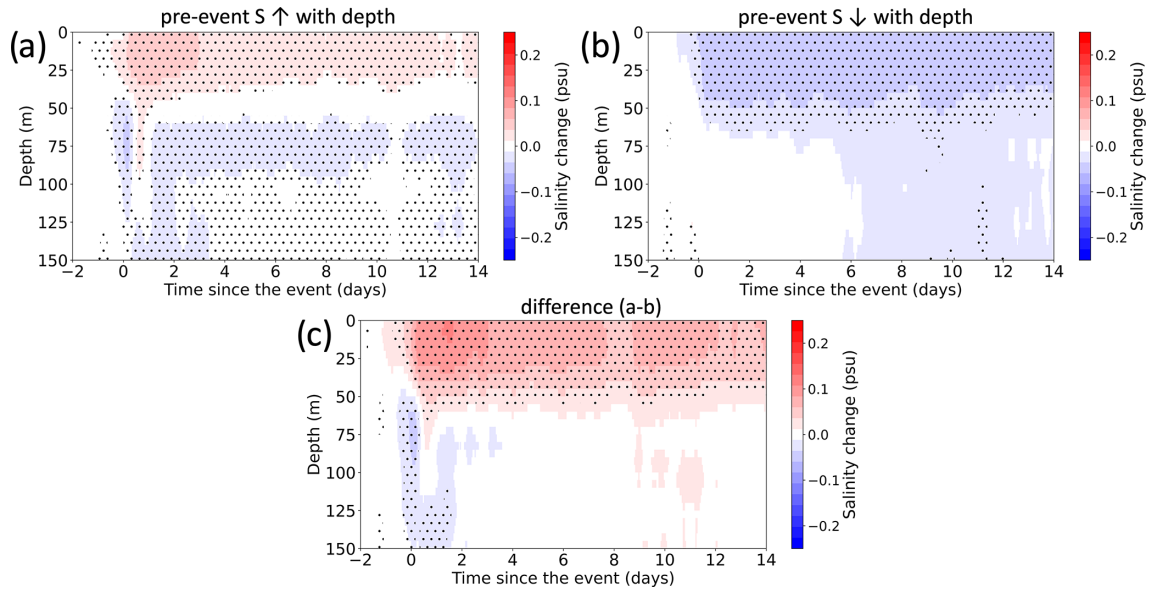 pre-event S ↑ with depth
pre-event S ↓ with depth
(a)
0
25
50
75
100
125
150
Depth (m)
−2 0 2 4 6 8 10 12 14
Time since the event (days)
0.2
0.1
0.0
−0.1
−0.2
Salinity change (psu)
(b)
0
25
50
75
100
125
150
Depth (m)
−2 0 2 4 6 8 10 12 14
Time since the event (days)
0.2
0.1
0.0
−0.1
−0.2
Salinity change (psu)
difference (a-b)
(c)
0
25
50
75
100
125
150
Depth (m)
−2 0 2 4 6 8 10 12 14
Time since the event (days)
0.2
0.1
0.0
−0.1
−0.2
Salinity change (psu)